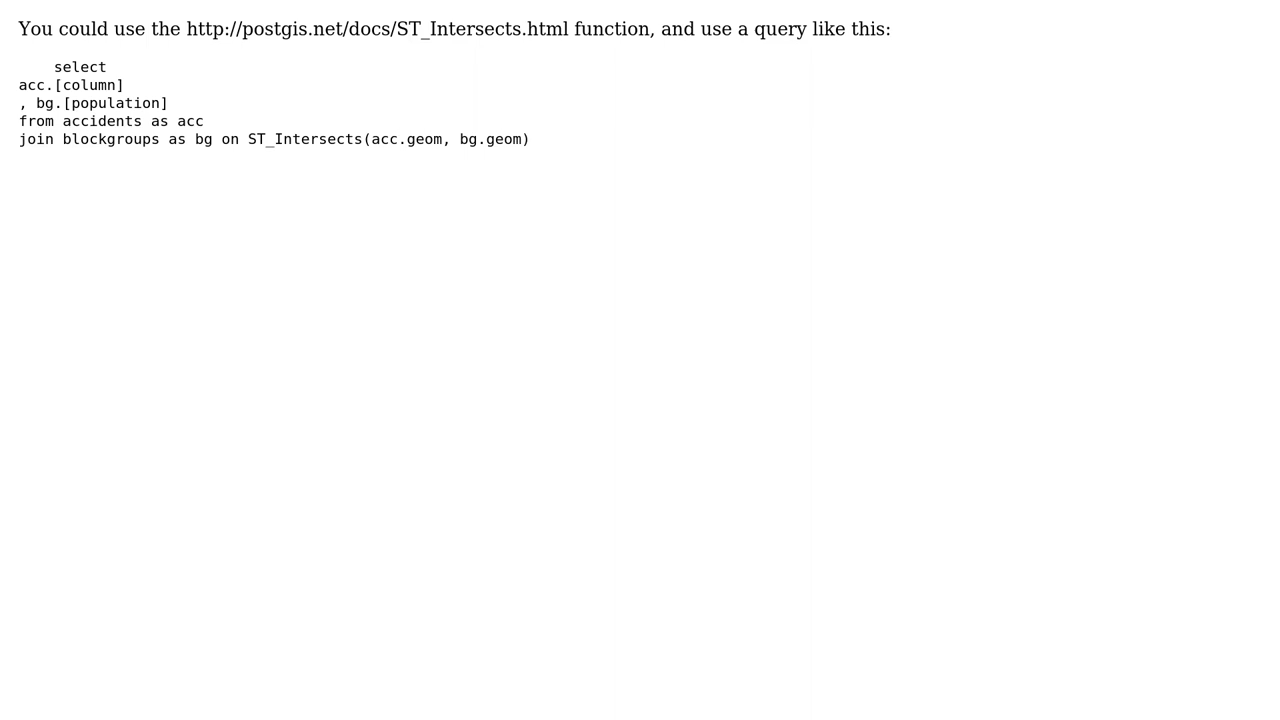 You could use the http://postgis.net/docs/ST_Intersects.html function, and use a query like this:
    select
acc.[column]
, bg.[population]
from accidents as acc
join blockgroups as bg on ST_Intersects(acc.geom, bg.geom)